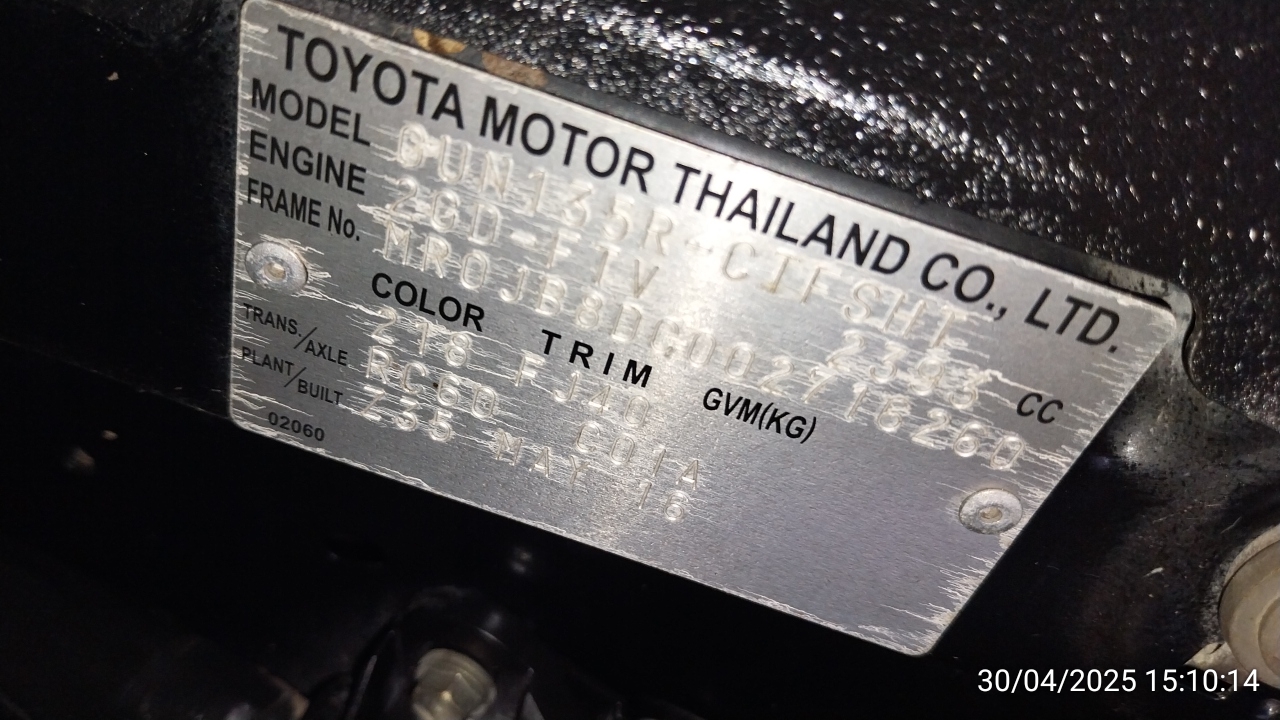 TOYOTA MOTOR THAILAND CO., LTD.
MODEL GUN135R-CTFSHT
ENGINE 2GD-FTV 2393 CC
FRAME No. MR0JB8DC002716260
COLOR TRIM GVM(KG)
218 FJ40
TRANS./AXLE RC60 C01A
PLANT/BUILT Z35 MAY 16
02060
30/04/2025 15:10:14